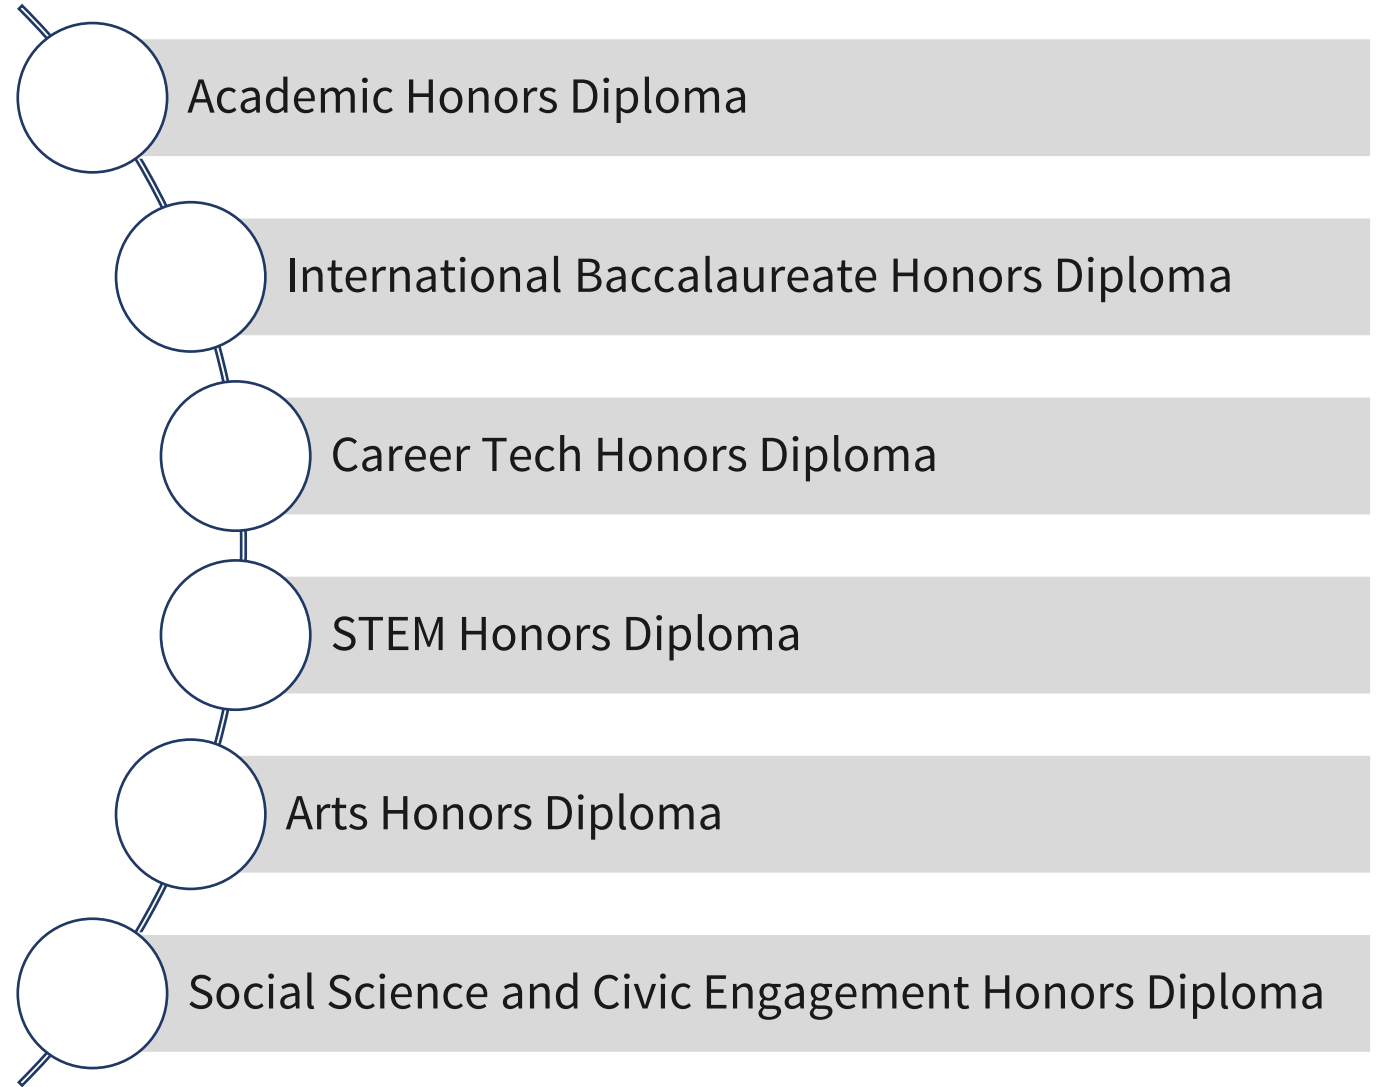 Academic Honors Diploma
International Baccalaureate Honors Diploma
Career Tech Honors Diploma
STEM Honors Diploma
Arts Honors Diploma
Social Science and Civic Engagement Honors Diploma